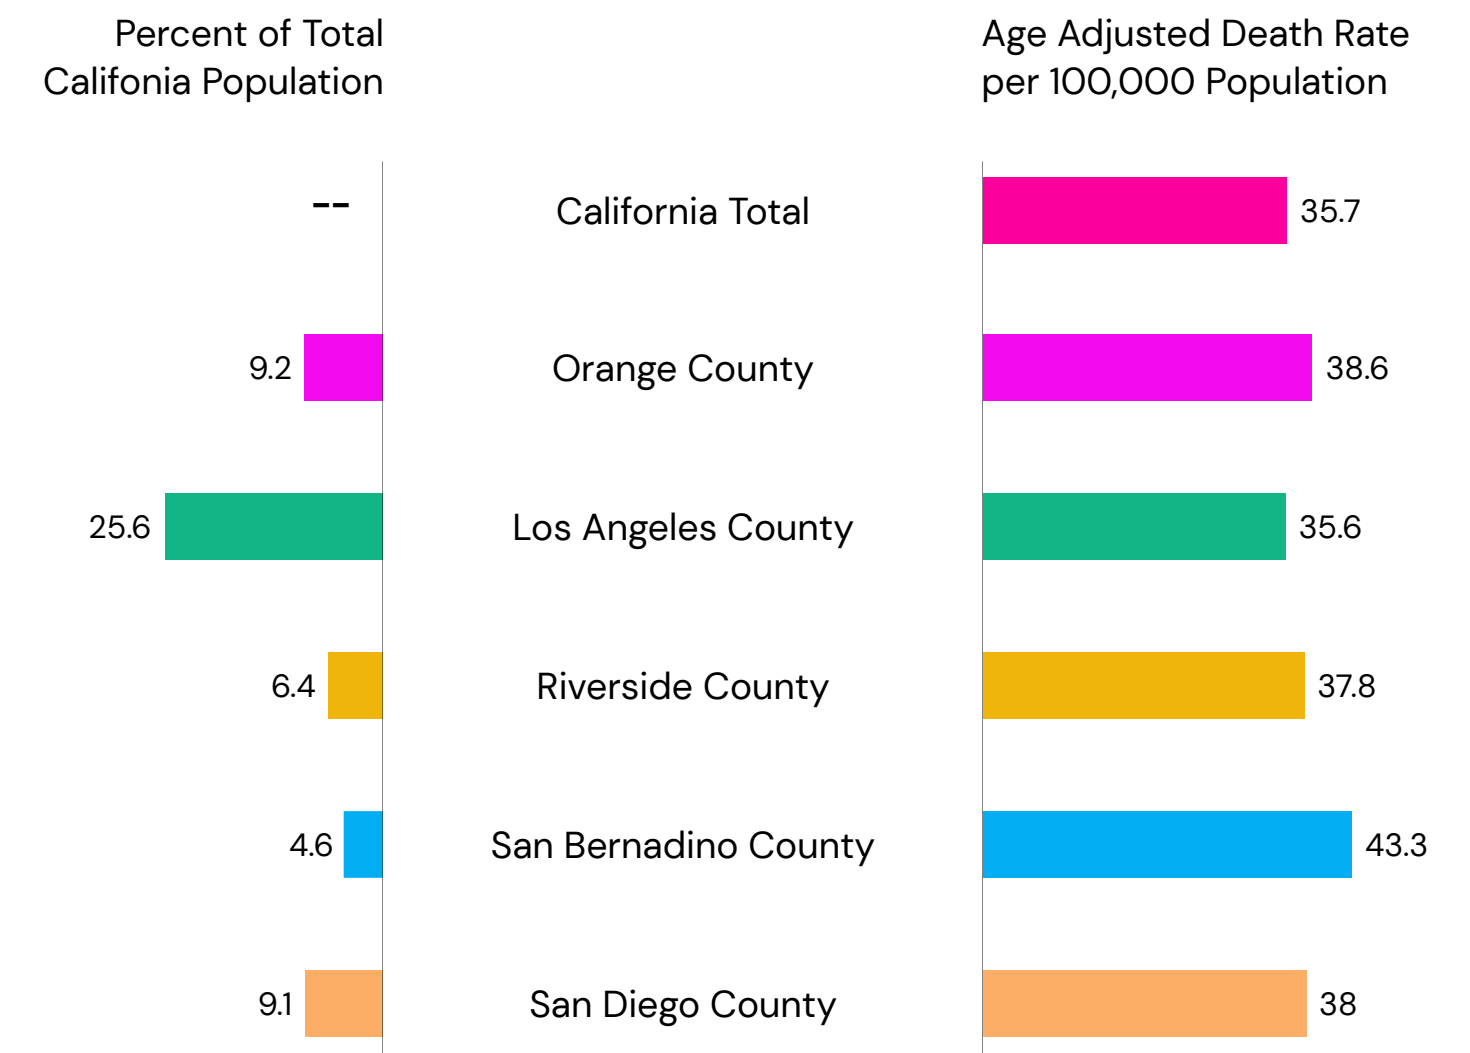 Percent of Total
Califonia Population
Age Adjusted Death Rate
per 100,000 Population
-- California Total 35.7
9.2 Orange County 38.6
25.6 Los Angeles County 35.6
6.4 Riverside County 37.8
4.6 San Bernadino County 43.3
9.1 San Diego County 38